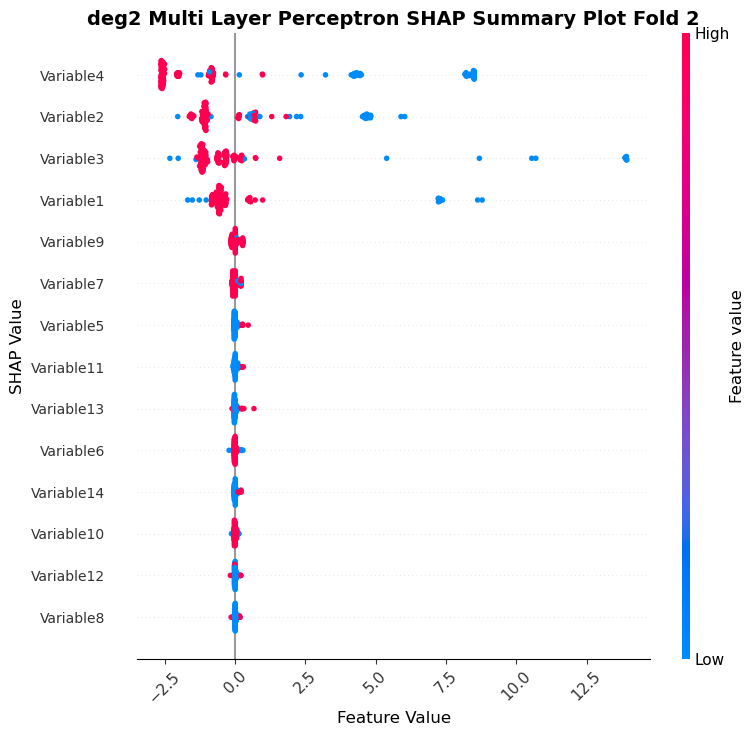 deg2 Multi Layer Perceptron SHAP Summary Plot Fold 2
High
Variable4
Variable2
Variable3
Variable1
Variable9
Variable7
Variable5
Variable11
Variable13
Variable6
Variable14
Variable10
Variable12
Variable8
SHAP Value
Feature value
Low
−2.5
0.0
2.5
5.0
7.5
10.0
12.5
Feature Value